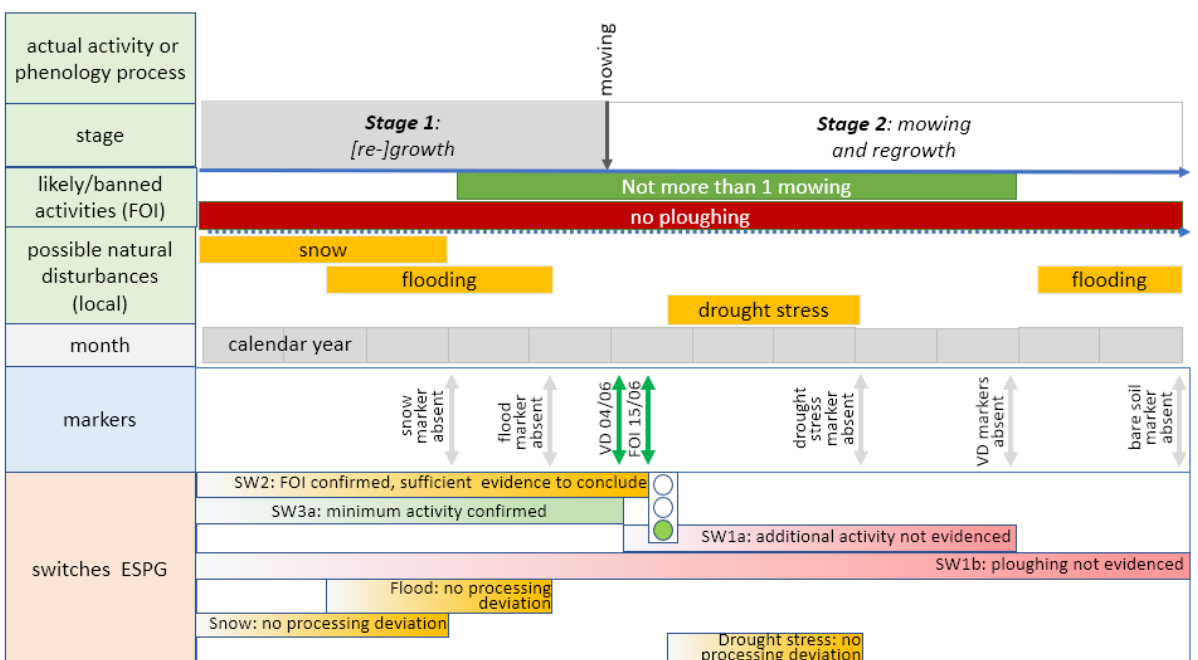 actual activity or
phenology process
mowing
stage
Stage 1:
[re-]growth
Stage 2: mowing
and regrowth
likely/banned
activities (FOI)
Not more than 1 mowing
no ploughing
possible natural
disturbances
(local)
snow
flooding
flooding
drought stress
month
calendar year
markers
snow
marker
absent
flood
marker
absent
VD 04/06
FOI 15/06
drought
stress
marker
absent
VD markers
absent
bare soil
marker
absent
switches ESPG
SW2: FOI confirmed, sufficient evidence to conclude
SW3a: minimum activity confirmed
SW1a: additional activity not evidenced
SW1b: ploughing not evidenced
Flood: no processing
deviation
Snow: no processing deviation
Drought stress: no
processing deviation